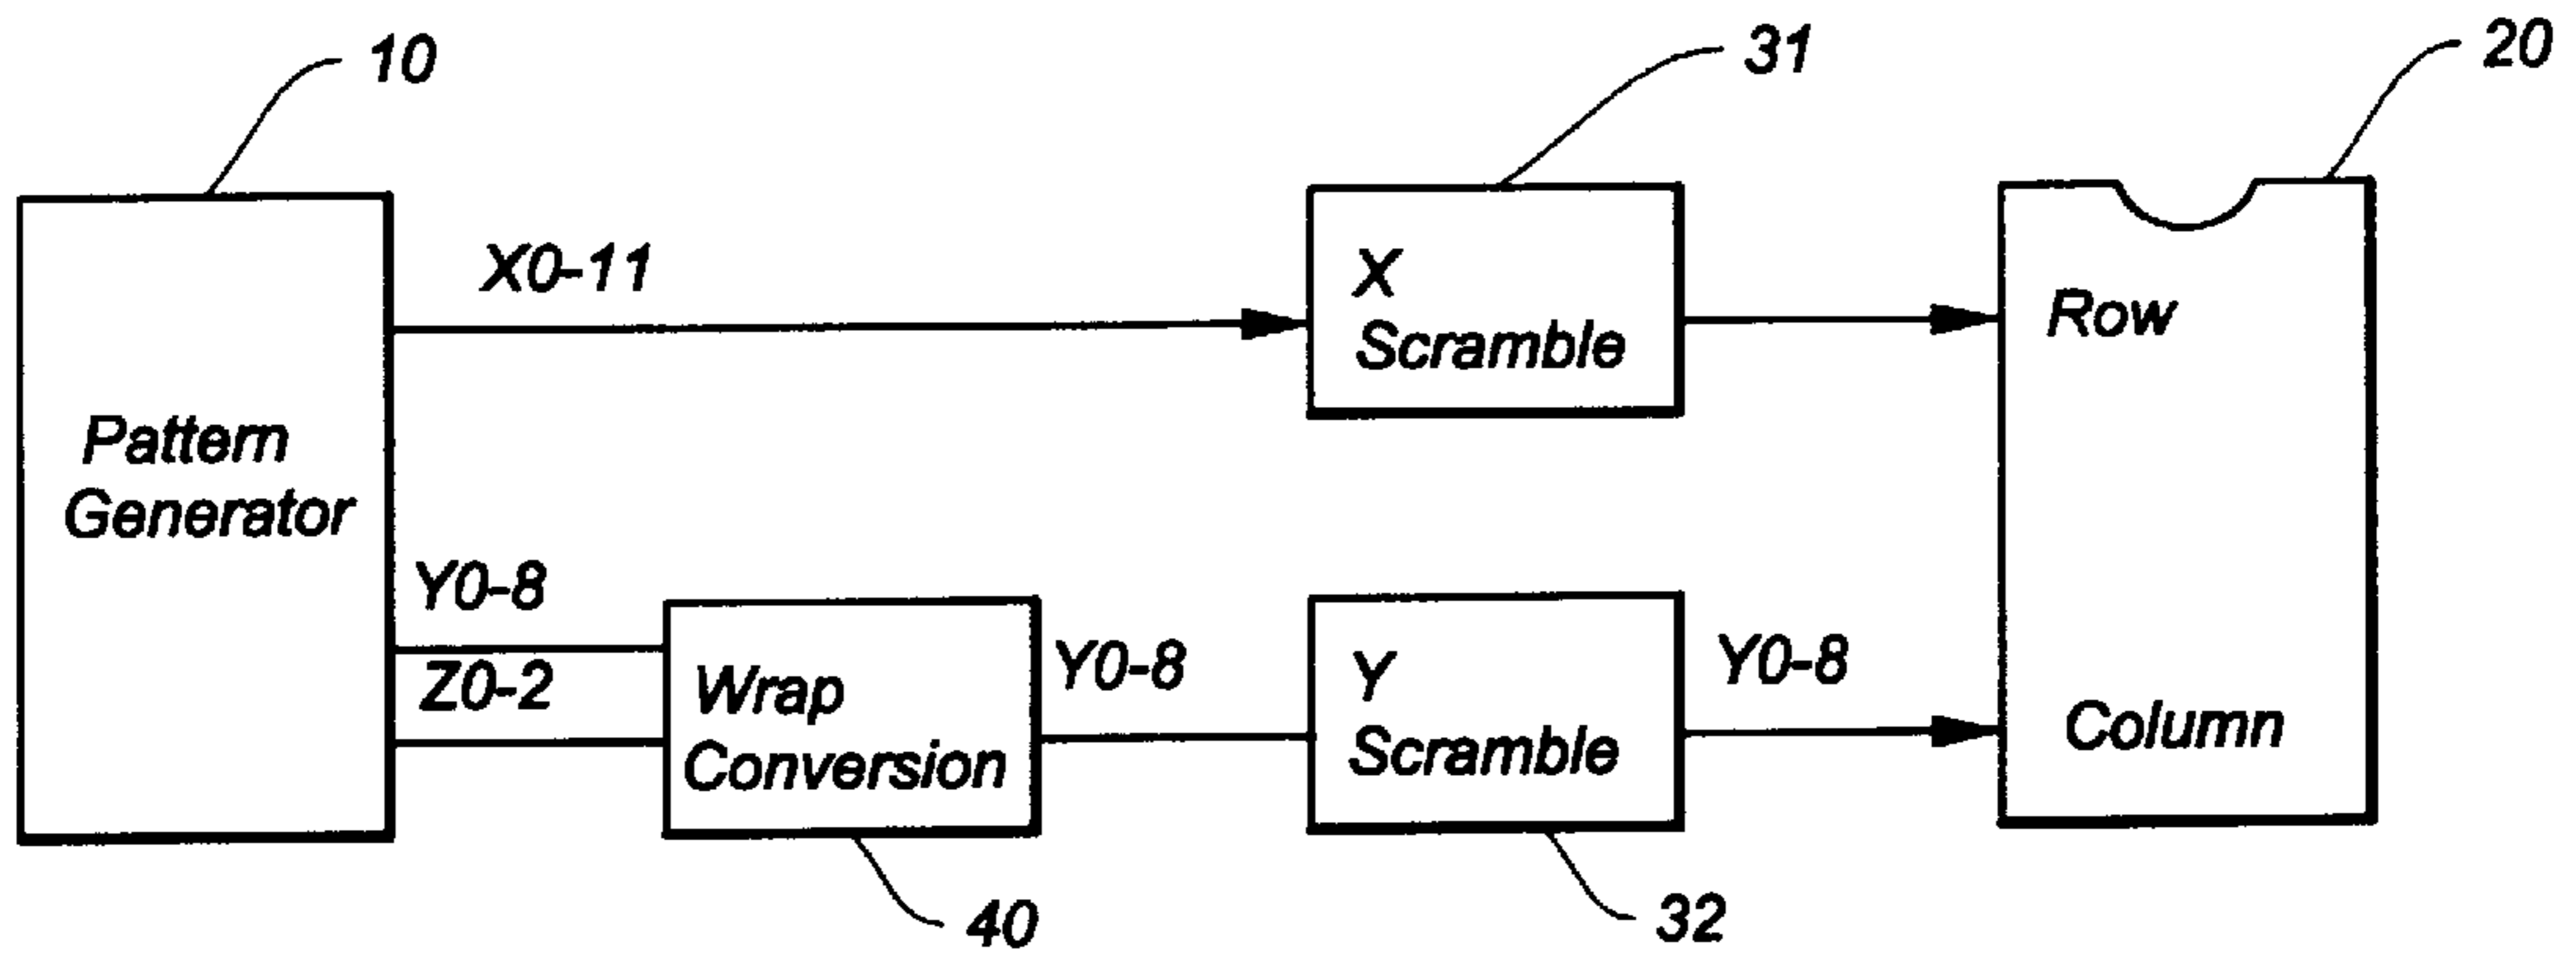 10
31
20
X0-11
X
Scramble
Row
Pattern
Generator
Y0-8
Z0-2
Wrap
Conversion
Y0-8
Y
Scramble
Y0-8
Column
40
32